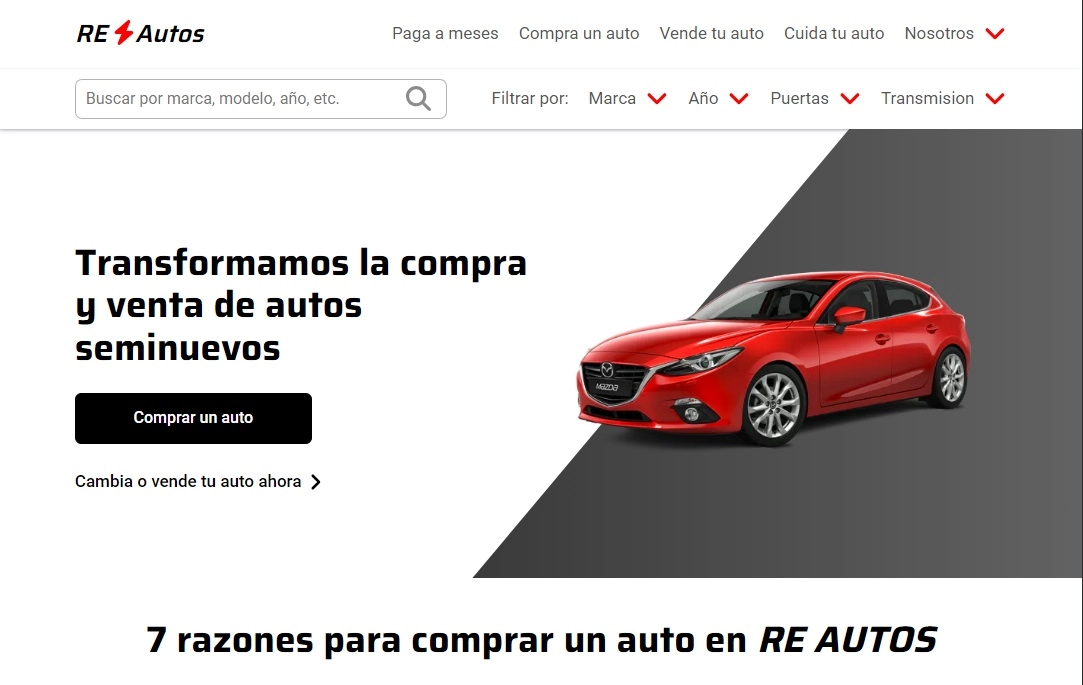 RE Autos
Paga a meses Compra un auto Vende tu auto Cuida tu auto Nosotros
Buscar por marca, modelo, año, etc.
Filtrar por: Marca Año Puertas Transmision
Transformamos la compra
y venta de autos
seminuevos
mazda
Comprar un auto
Cambia o vende tu auto ahora
7 razones para comprar un auto en RE AUTOS